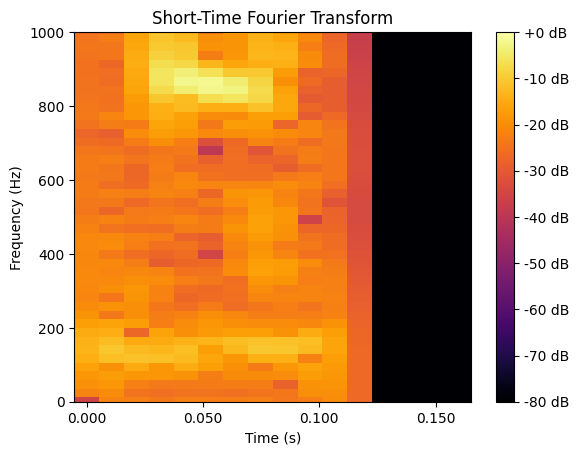 Short-Time Fourier Transform
1000
800
600
400
200
0
Frequency (Hz)
0.000
0.050
0.100
0.150
Time (s)
+0 dB
-10 dB
-20 dB
-30 dB
-40 dB
-50 dB
-60 dB
-70 dB
-80 dB